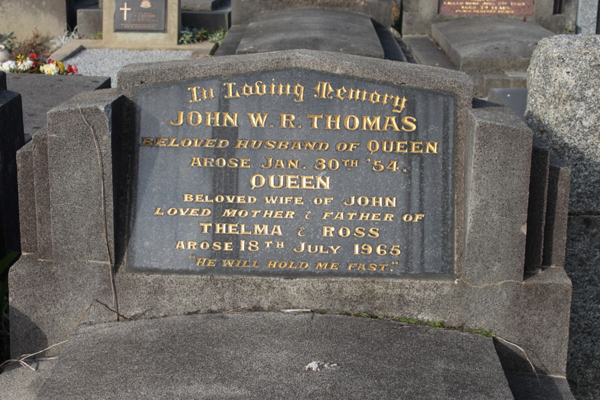 In Loving Memory
JOHN W. R. THOMAS
BELOVED HUSBAND OF QUEEN
AROSE JAN. 30TH '54.
QUEEN
BELOVED WIFE OF JOHN
LOVED MOTHER & FATHER OF
THELMA & ROSS
AROSE 18TH JULY 1965
"HE WILL HOLD ME FAST."